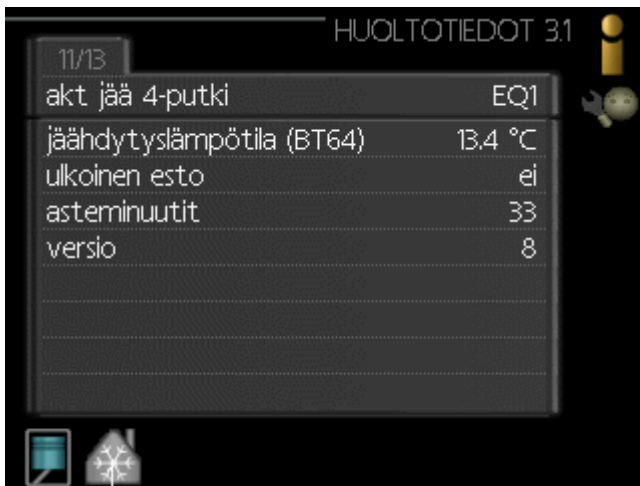 HUOLTOTIEDOT 3.1
11/13
akt jää 4-putki EQ1
jäähdytyslämpötila (BT64) 13.4 °C
ulkoinen esto ei
asteminuutit 33
versio 8